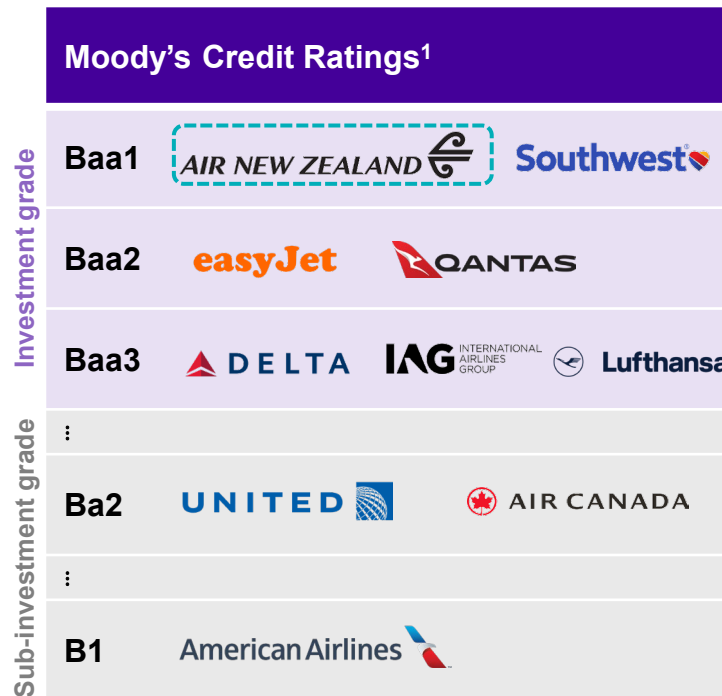 Moody's Credit Ratings¹
Investment grade
Baa1
AIR NEW ZEALAND
Southwest®
Baa2
easyJet
QANTAS
Baa3
DELTA
IAG INTERNATIONAL
AIRLINES
GROUP
Lufthansa
Sub-investment grade
⋮
Ba2
UNITED
AIR CANADA
⋮
B1
American Airlines